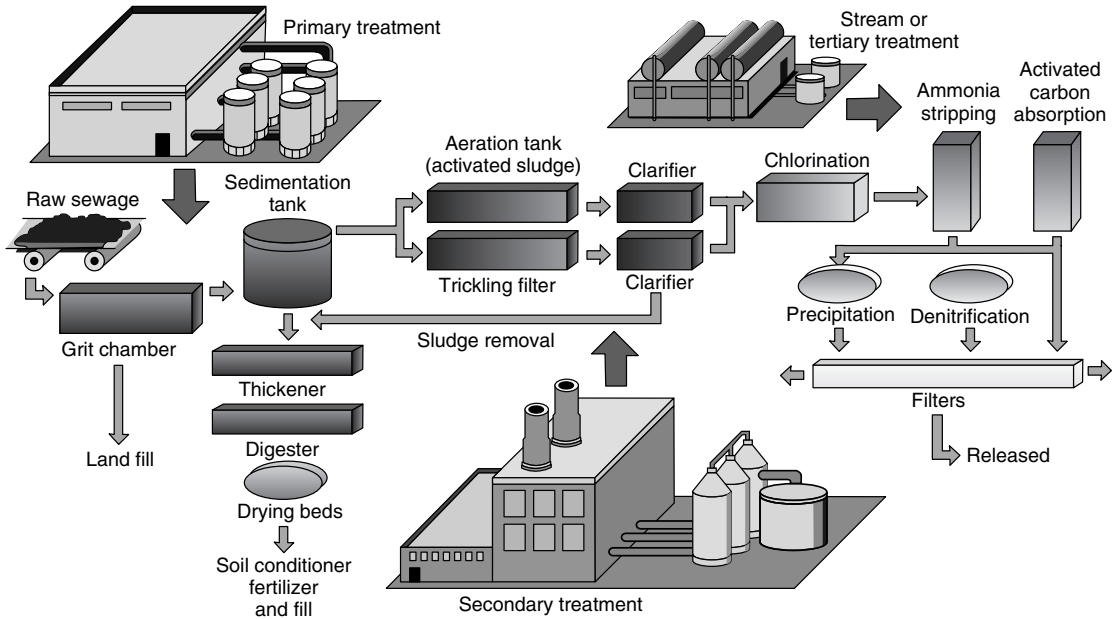 Primary treatment
Stream or
tertiary treatment
Ammonia
stripping
Activated
carbon
absorption
Raw sewage
Sedimentation
tank
Aeration tank
(activated sludge)
Clarifier
Chlorination
Trickling filter
Clarifier
Grit chamber
Sludge removal
Precipitation
Denitrification
Thickener
Filters
Digester
Land fill
Released
Drying beds
Soil conditioner
fertilizer
and fill
Secondary treatment